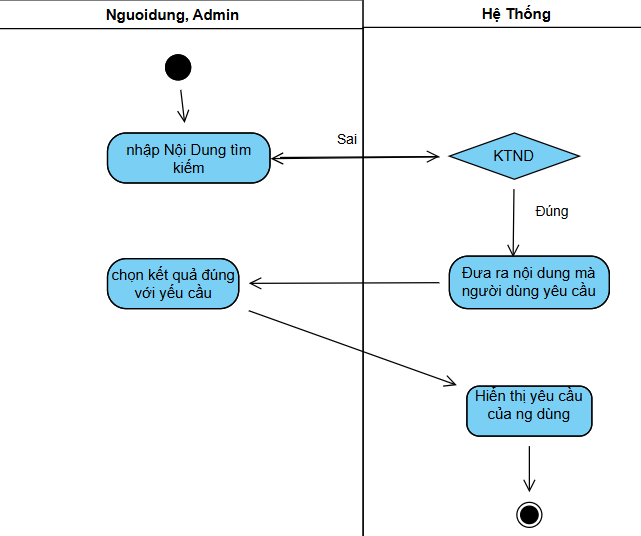 Nguoidung, Admin
Hệ Thống
nhập Nội Dung tìm
kiếm
Sai
KTND
Đúng
chọn kết quả đúng
với yếu cầu
Đưa ra nội dung mà
người dùng yêu cầu
Hiển thị yêu cầu
của ng dùng